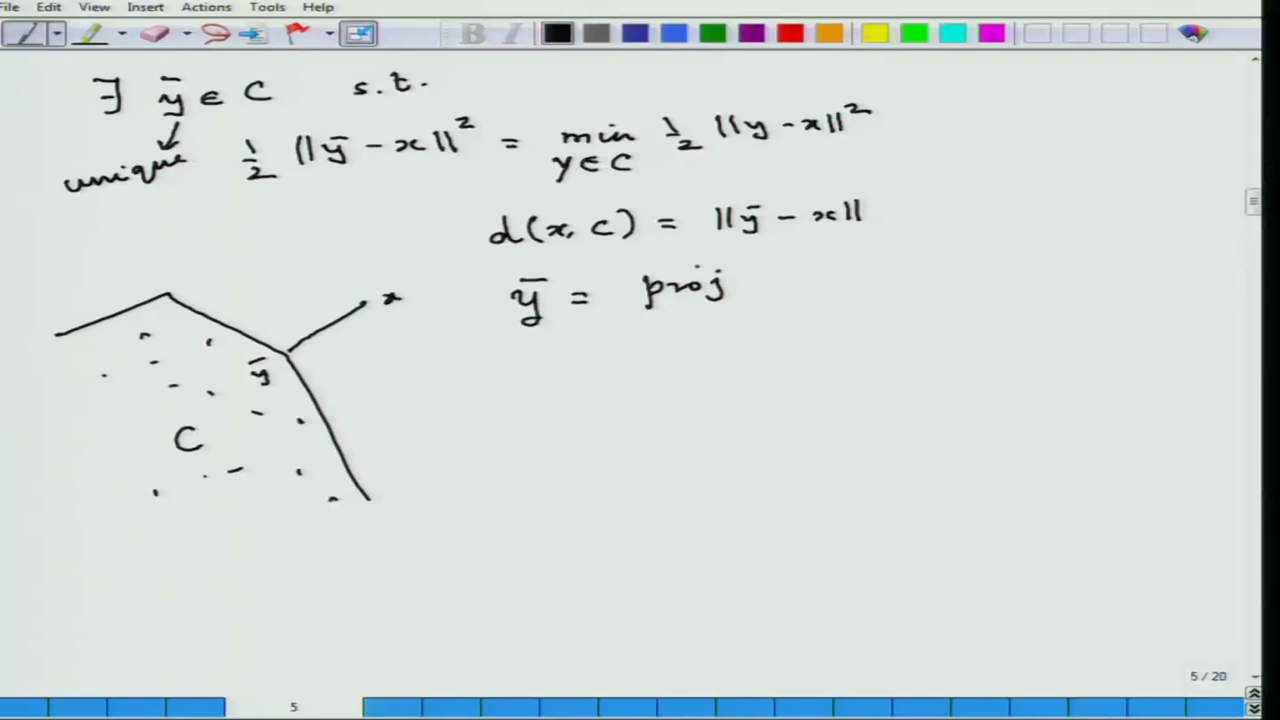 File Edit View Insert Actions Tools Help
B I
∃ ȳ ∈ C s.t.
unique ½ ||ȳ - x||² = min ½ ||y - x||²
y ∈ C
d(x, C) = ||ȳ - x||
ȳ = proj
x
ȳ
C
5 / 20
5